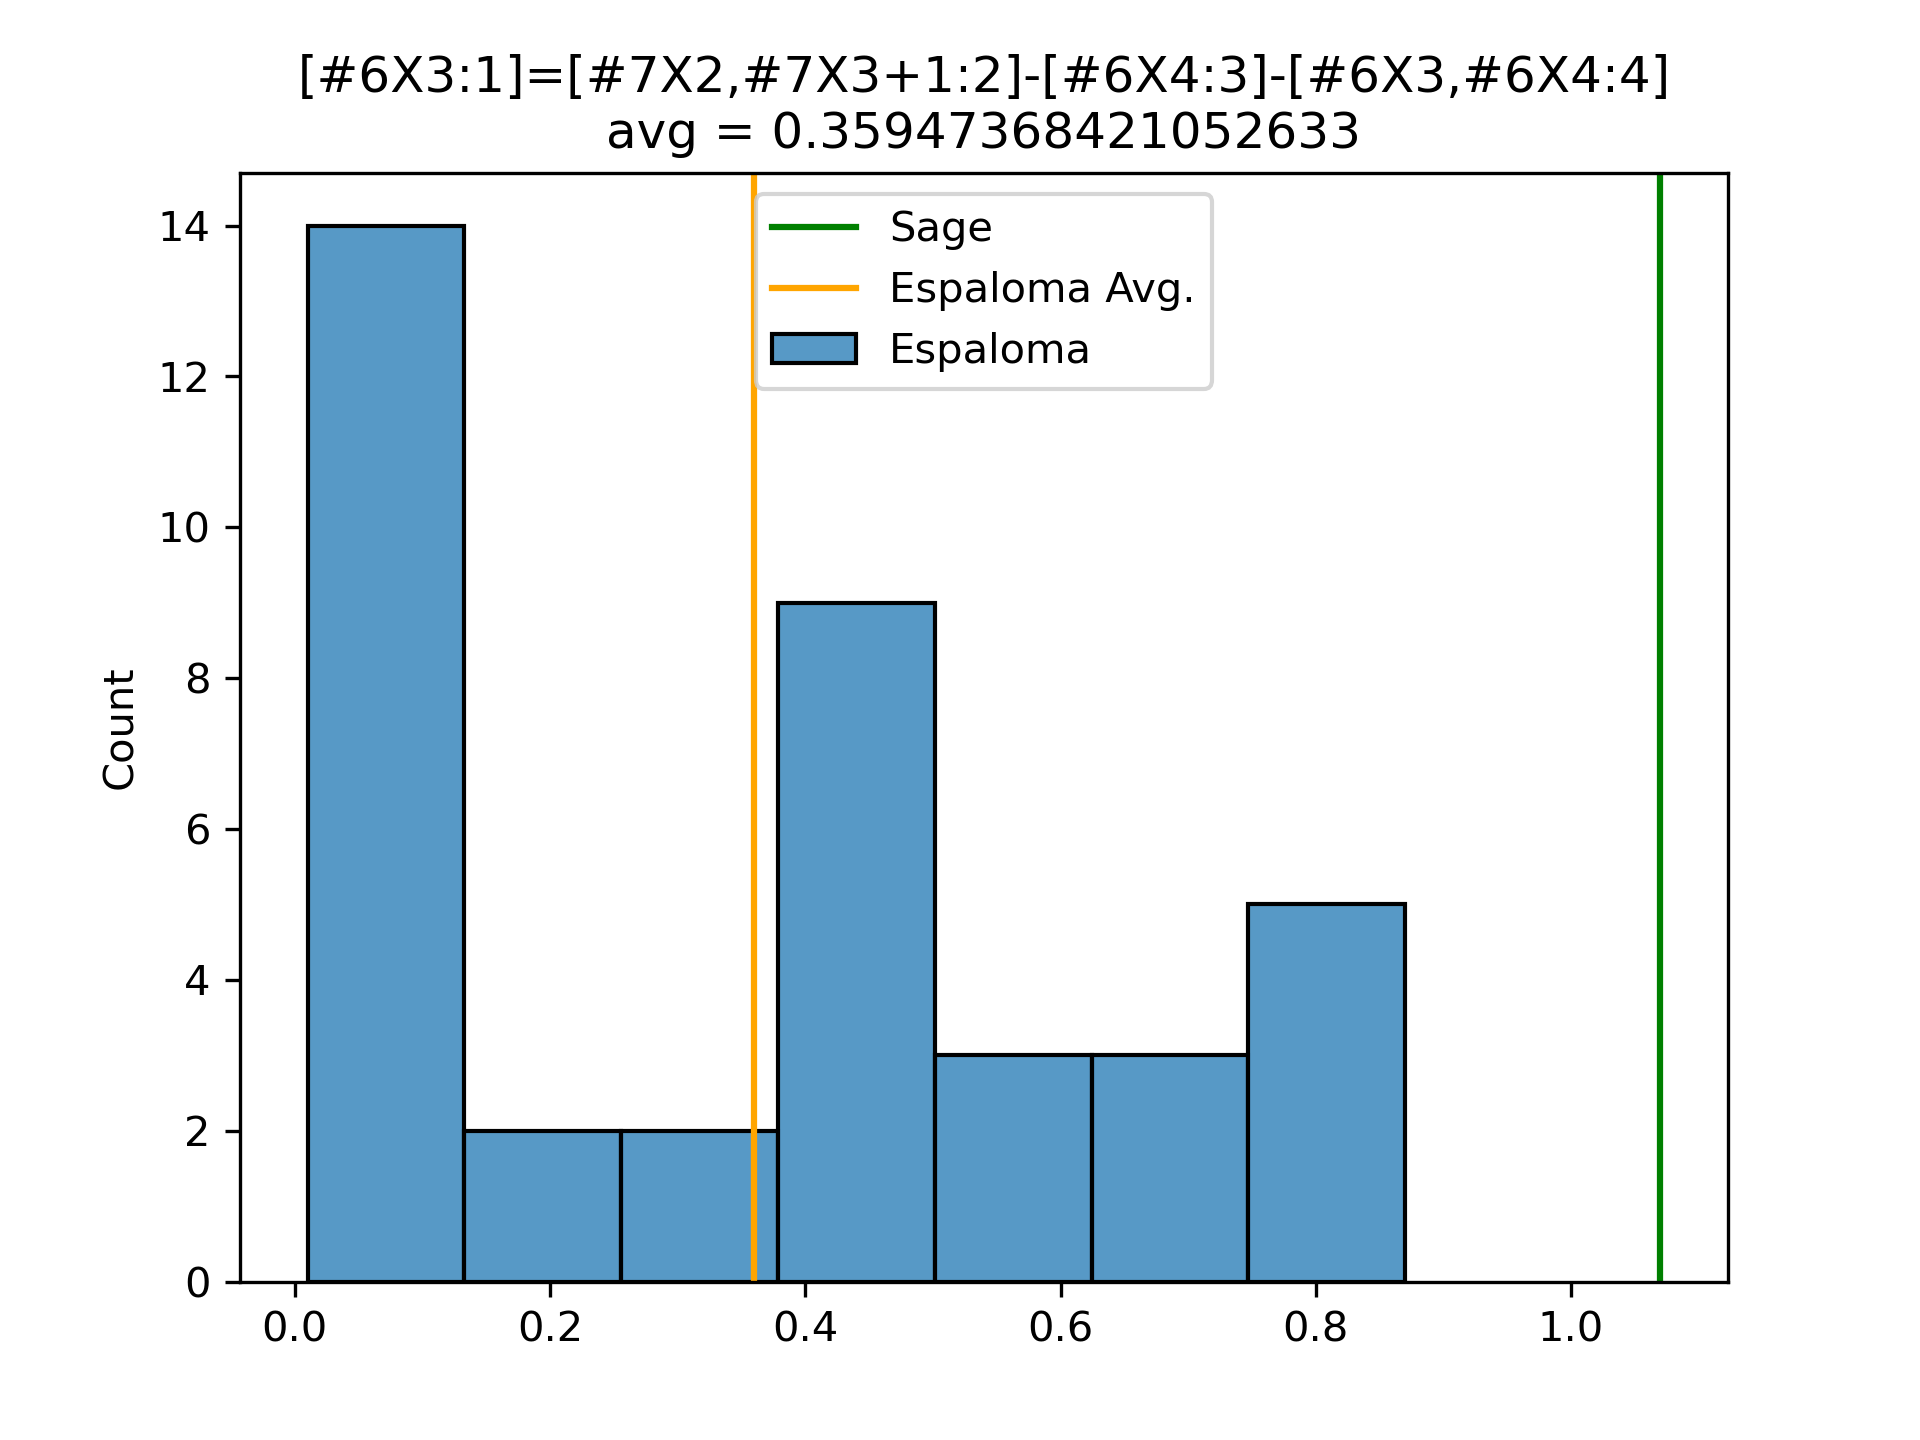 [#6X3:1]=[#7X2,#7X3+1:2]-[#6X4:3]-[#6X3,#6X4:4]
avg = 0.35947368421052633
Sage
Espaloma Avg.
Espaloma
Count
14
12
10
8
6
4
2
0
0.0 0.2 0.4 0.6 0.8 1.0